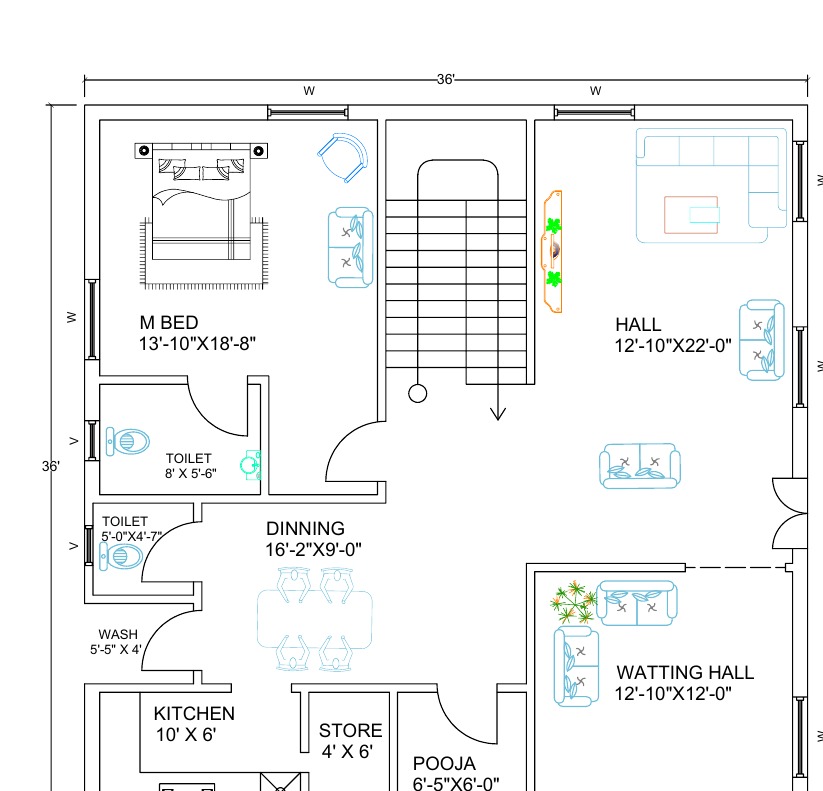 36'
W
W
W
M BED
13'-10"X18'-8"
HALL
12'-10"X22'-0"
W
W
V
TOILET
8' X 5'-6"
36'
TOILET
5'-0"X4'-7"
V
DINNING
16'-2"X9'-0"
WASH
5'-5" X 4'
WATTING HALL
12'-10"X12'-0"
W
KITCHEN
10' X 6'
STORE
4' X 6'
POOJA
6'-5"X6'-0"